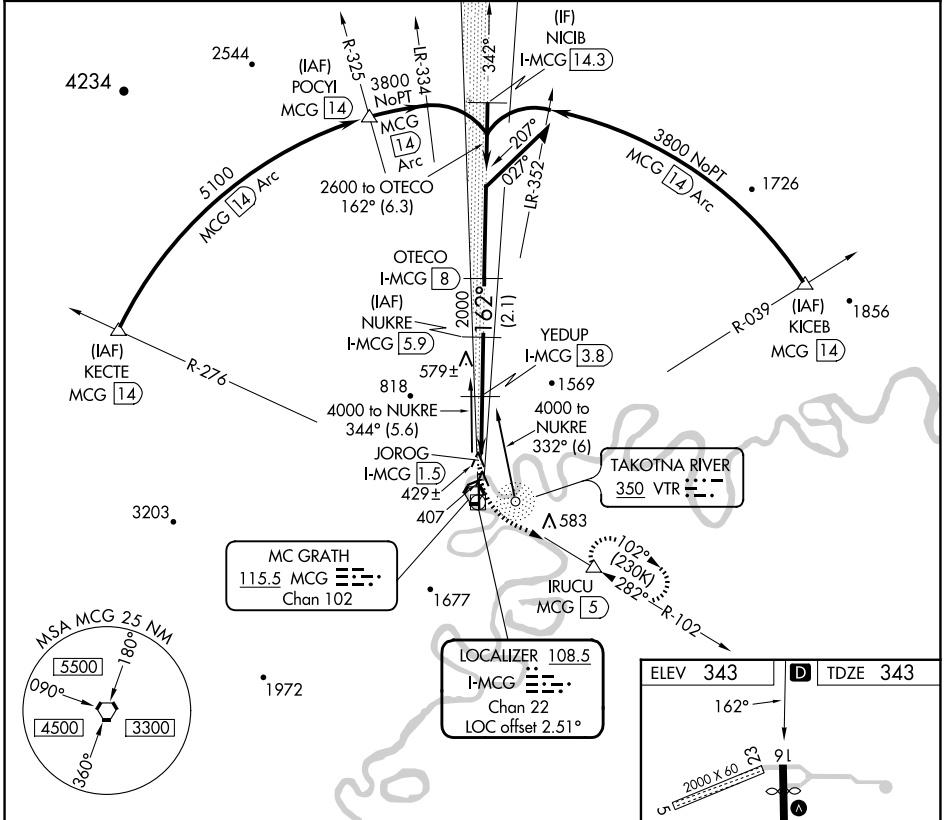 (IF)
NICIB
I-MCG 14.3
342°
R-325
LR-334
2544
4234
(IAF)
POCYI
MCG 14
3800
NoPT
MCG
14
Arc
207°
027°
LR-352
3800 NoPT
MCG 14 Arc
1726
5100
MCG 14 Arc
2600 to OTECO
162° (6.3)
OTECO
I-MCG 8
2000
162°
(2.1)
(IAF)
NUKRE
I-MCG 5.9
YEDUP
I-MCG 3.8
R-039
(IAF)
KICEB
MCG 14
1856
(IAF)
KECTE
MCG 14
R-276
579±
818
1569
4000 to NUKRE
344° (5.6)
4000 to
NUKRE
332° (6)
JOROG
I-MCG 1.5
429±
407
TAKOTNA RIVER
350 VTR
583
3203
MC GRATH
115.5 MCG
Chan 102
102°
(230K)
282°
IRUCU
MCG 5
R-102
1677
1972
LOCALIZER 108.5
I-MCG
Chan 22
LOC offset 2.51°
MSA MCG 25 NM
5500
180°
090°
4500
3300
360°
ELEV 343
D
TDZE 343
162°
2000 X 60
23
5
16
A